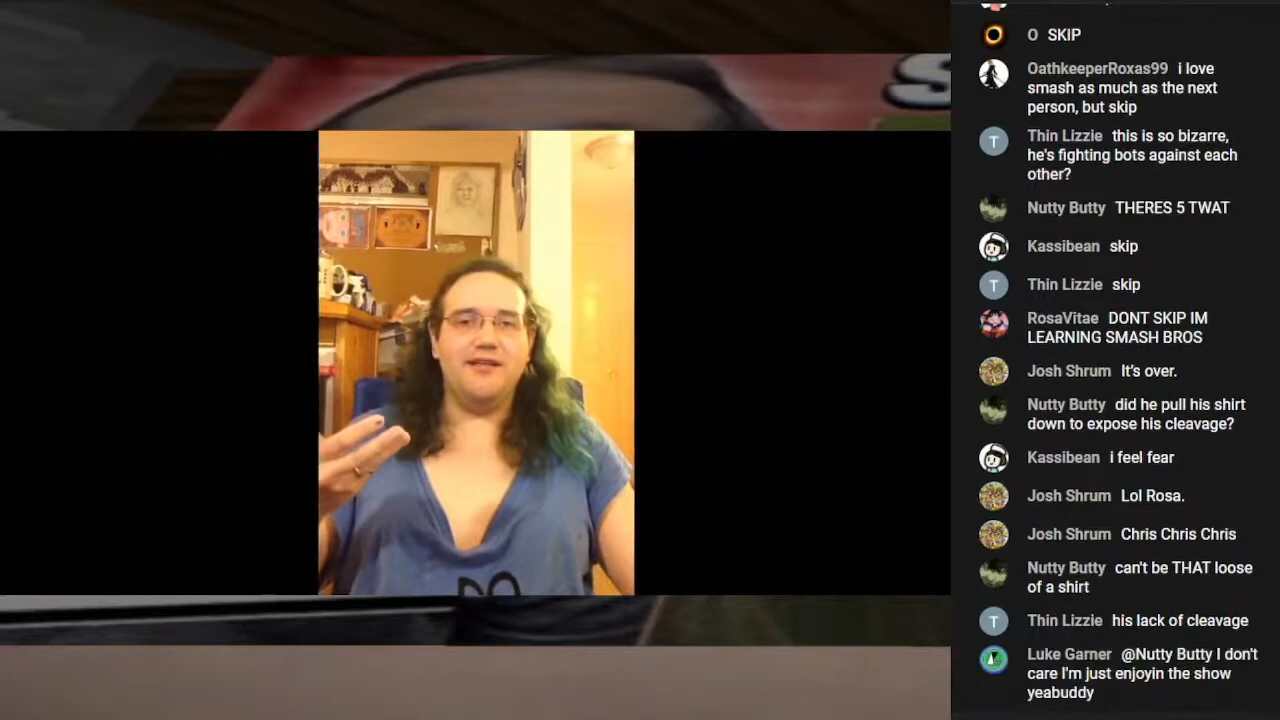 O SKIP
OathkeeperRoxas99 i love
smash as much as the next
person, but skip
T Thin Lizzie this is so bizarre,
he's fighting bots against each
other?
Nutty Butty THERES 5 TWAT
Kassibean skip
T Thin Lizzie skip
RosaVitae DONT SKIP IM
LEARNING SMASH BROS
Josh Shrum It's over.
Nutty Butty did he pull his shirt
down to expose his cleavage?
Kassibean i feel fear
Josh Shrum Lol Rosa.
Josh Shrum Chris Chris Chris
Nutty Butty can't be THAT loose
of a shirt
T Thin Lizzie his lack of cleavage
Luke Garner @Nutty Butty I don't
care I'm just enjoyin the show
yeabuddy